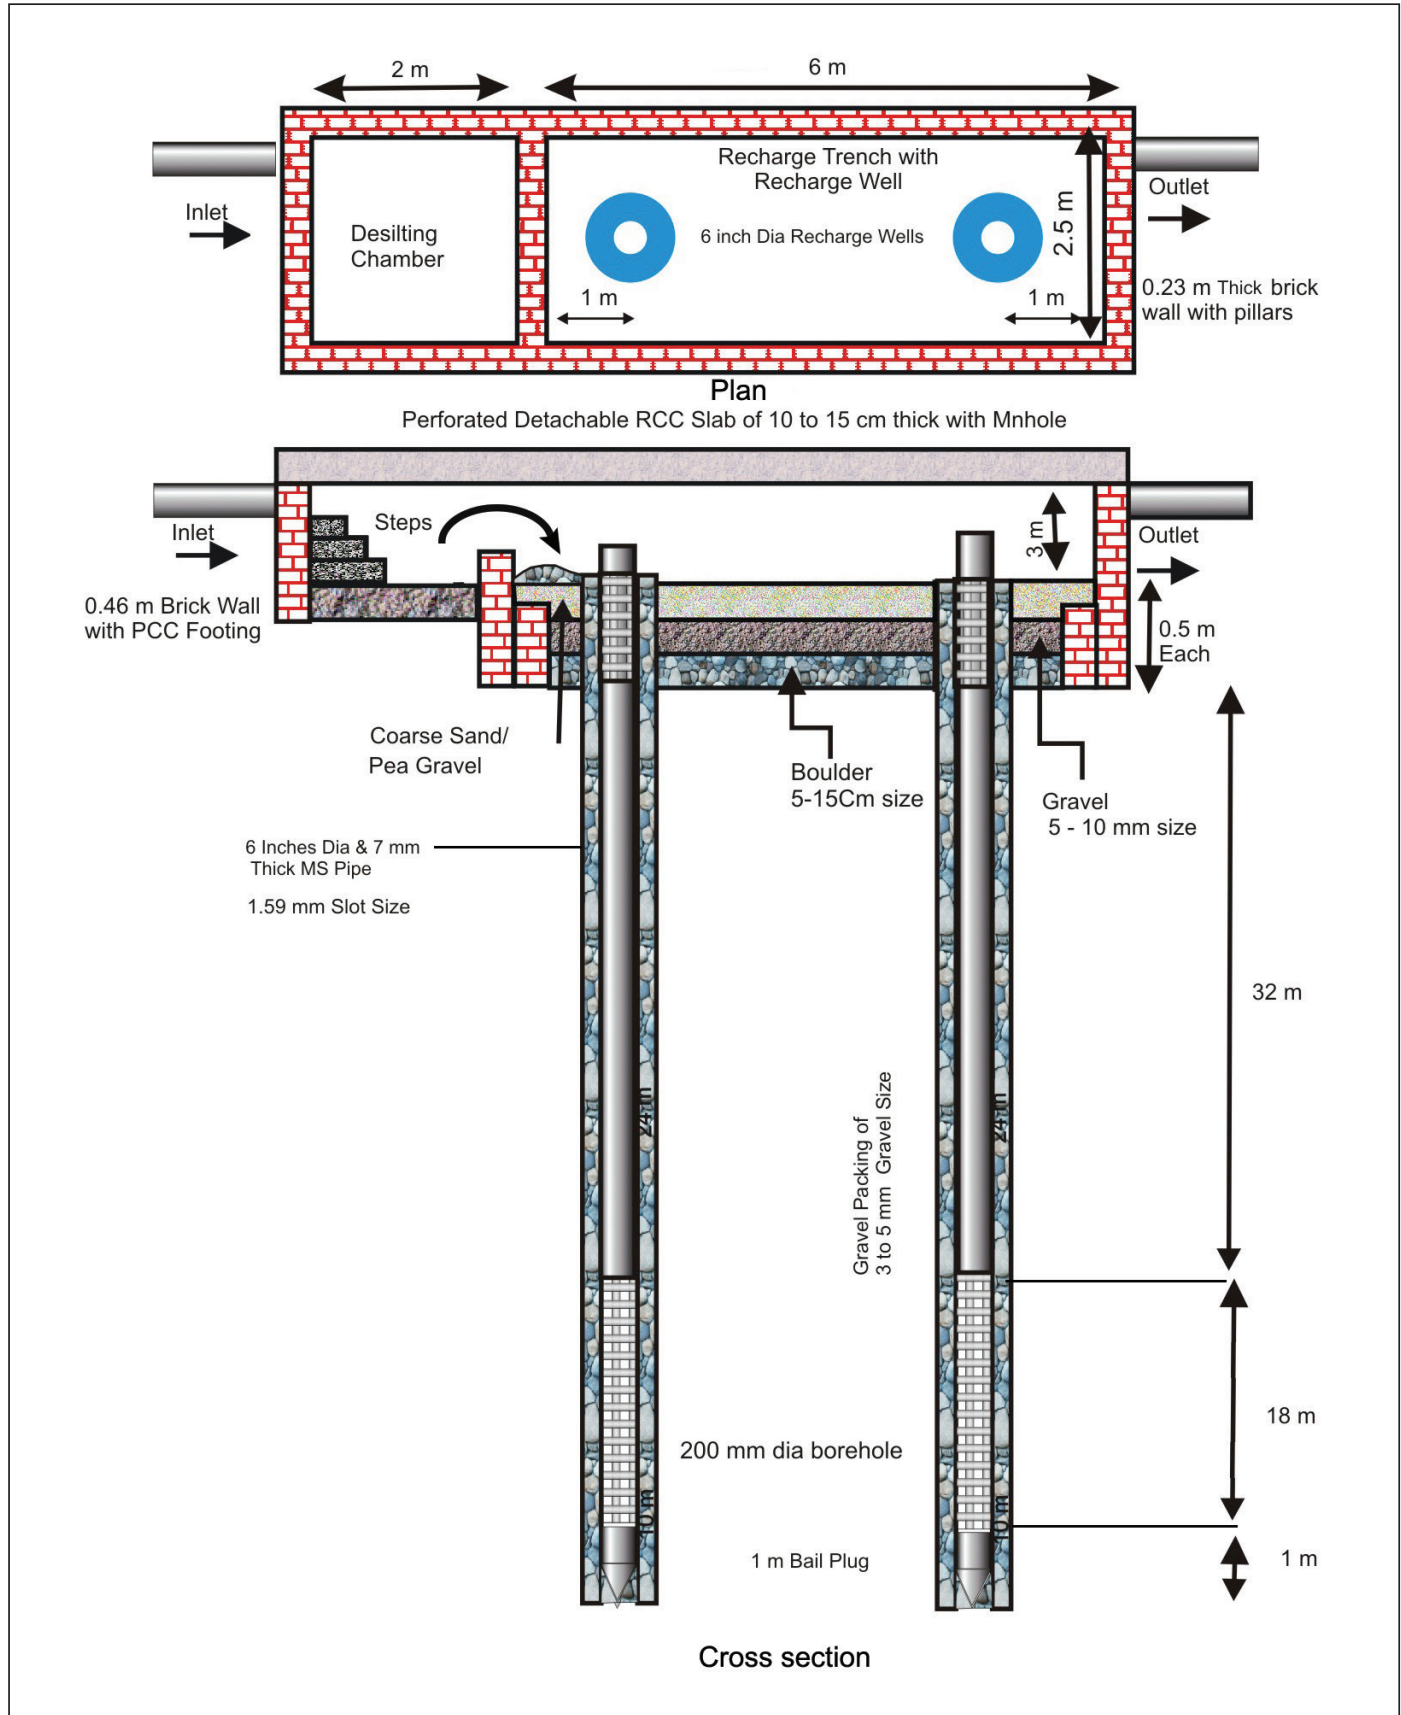 2 m
6 m
Recharge Trench with
Recharge Well
Inlet
Desilting
Chamber
6 inch Dia Recharge Wells
2.5 m
Outlet
1 m
1 m
0.23 m Thick brick
wall with pillars
Plan
Perforated Detachable RCC Slab of 10 to 15 cm thick with Mnhole
Steps
Inlet
3 m
Outlet
0.46 m Brick Wall
with PCC Footing
0.5 m
Each
Coarse Sand/
Pea Gravel
Boulder
5-15Cm size
Gravel
5 - 10 mm size
6 Inches Dia & 7 mm
Thick MS Pipe
1.59 mm Slot Size
32 m
24 m
24 m
Gravel Packing of
3 to 5 mm Gravel Size
18 m
200 mm dia borehole
10 m
10 m
1 m Bail Plug
1 m
Cross section